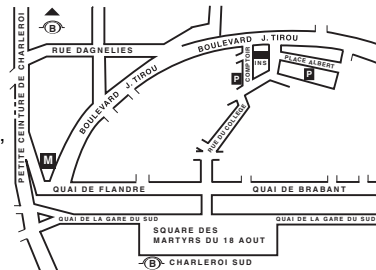 B
PETITE CEINTURE DE CHARLEROI
RUE DAGNELIES
BOULEVARD J. TIROU
BOULEVARD J. TIROU
COMPTOIR
INS
PLACE ALBERT
P
P
RUE DU COLLEGE
,
M
QUAI DE FLANDRE
QUAI DE BRABANT
QUAI DE LA GARE DU SUD
QUAI DE LA GARE DU SUD
SQUARE DES
MARTYRS DU 18 AOUT
B CHARLEROI SUD